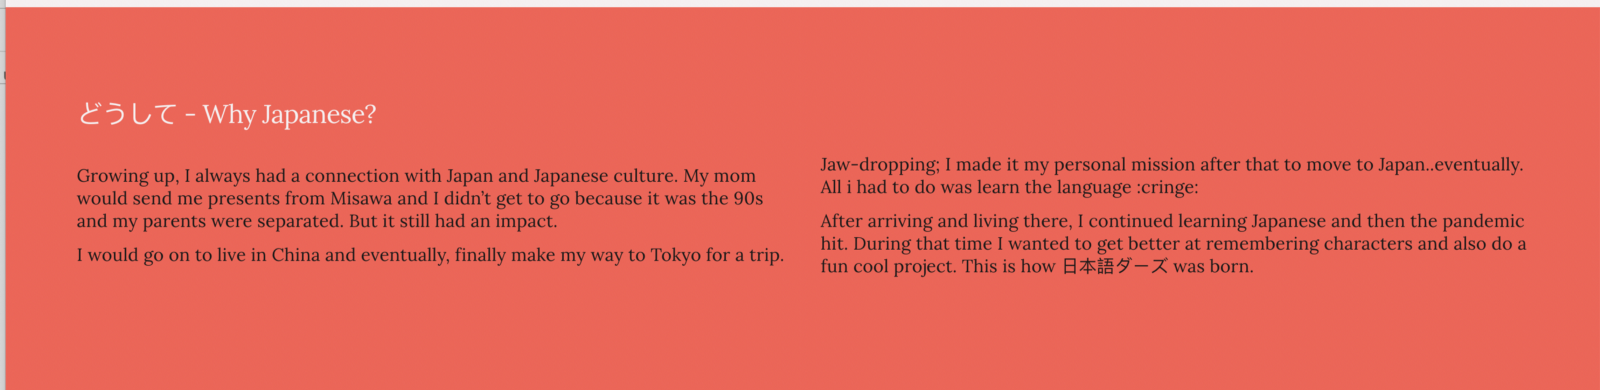 どうして - Why Japanese?
Growing up, I always had a connection with Japan and Japanese culture. My mom
would send me presents from Misawa and I didn’t get to go because it was the 90s
and my parents were separated. But it still had an impact.
I would go on to live in China and eventually, finally make my way to Tokyo for a trip.
Jaw-dropping; I made it my personal mission after that to move to Japan..eventually.
All i had to do was learn the language :cringe:
After arriving and living there, I continued learning Japanese and then the pandemic
hit. During that time I wanted to get better at remembering characters and also do a
fun cool project. This is how 日本語ダーズ was born.